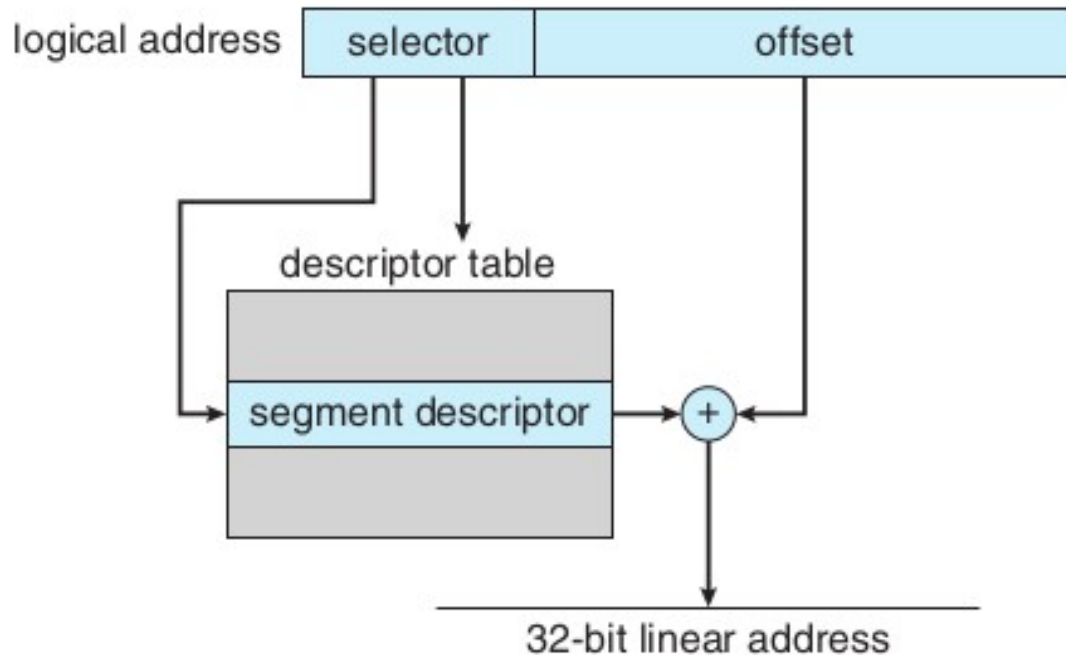 logical address
selector
offset
descriptor table
segment descriptor
+
32-bit linear address